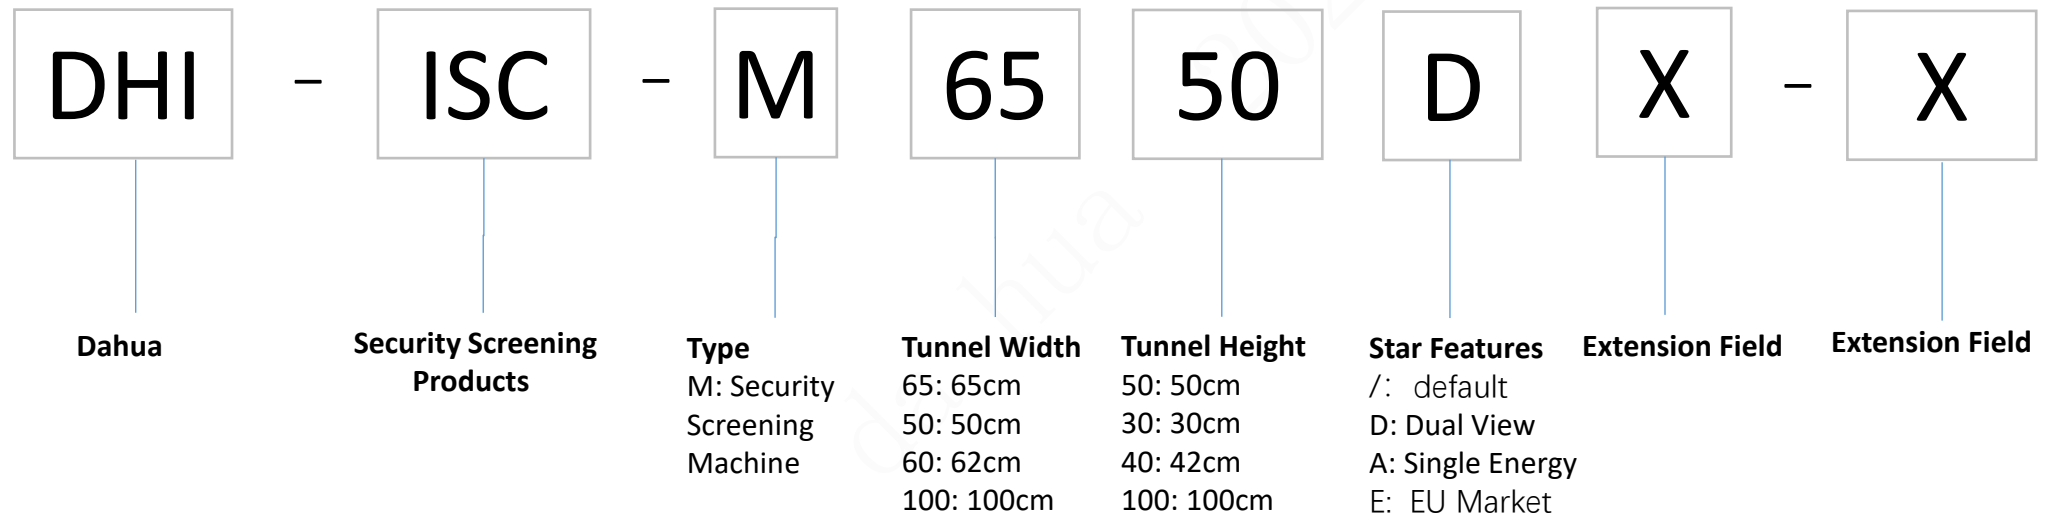 DHI - ISC - M 65 50 D X - X
Dahua
Security Screening
Products
Type
M: Security
Screening
Machine
Tunnel Width
65: 65cm
50: 50cm
60: 62cm
100: 100cm
Tunnel Height
50: 50cm
30: 30cm
40: 42cm
100: 100cm
Star Features
/: default
D: Dual View
A: Single Energy
E: EU Market
Extension Field
Extension Field